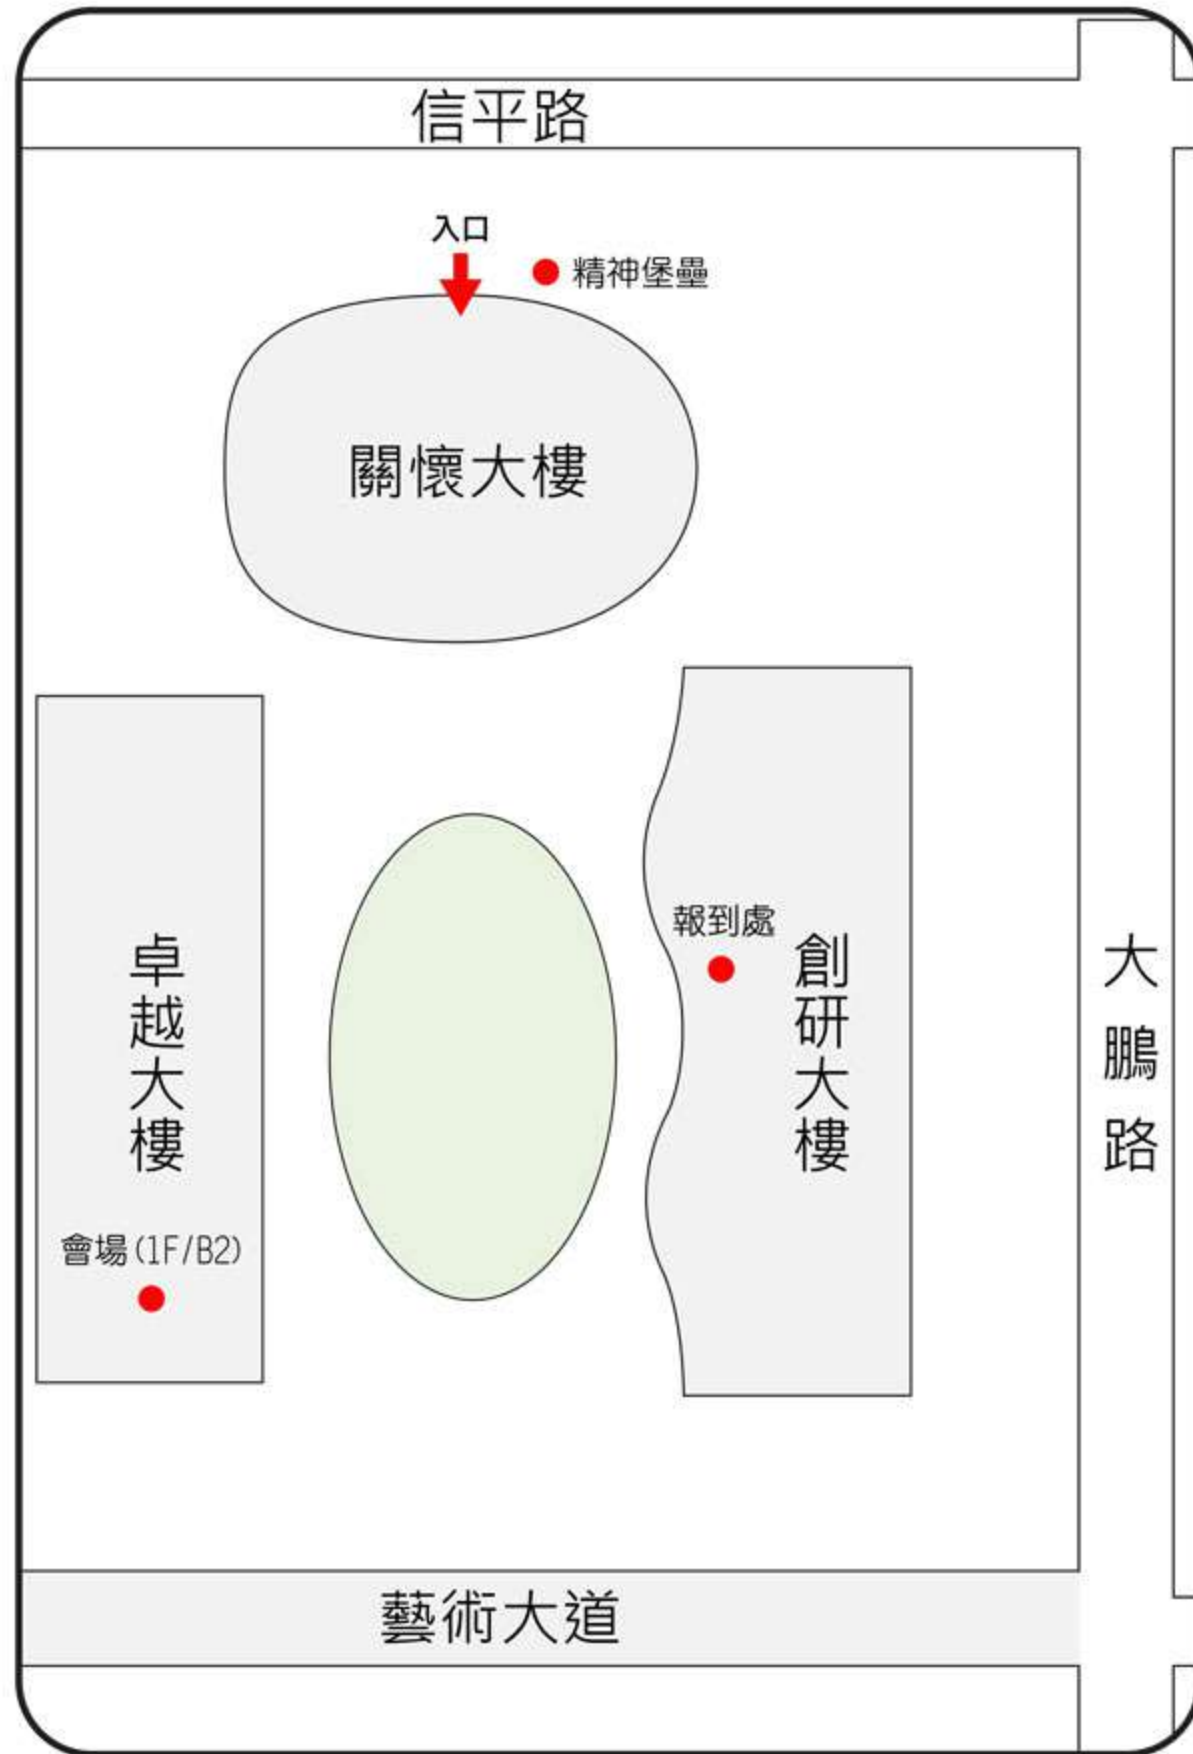 信平路
入口
精神堡壘
關懷大樓
報到處
卓越大樓
創研大樓
大鵬路
會場(1F/B2)
藝術大道